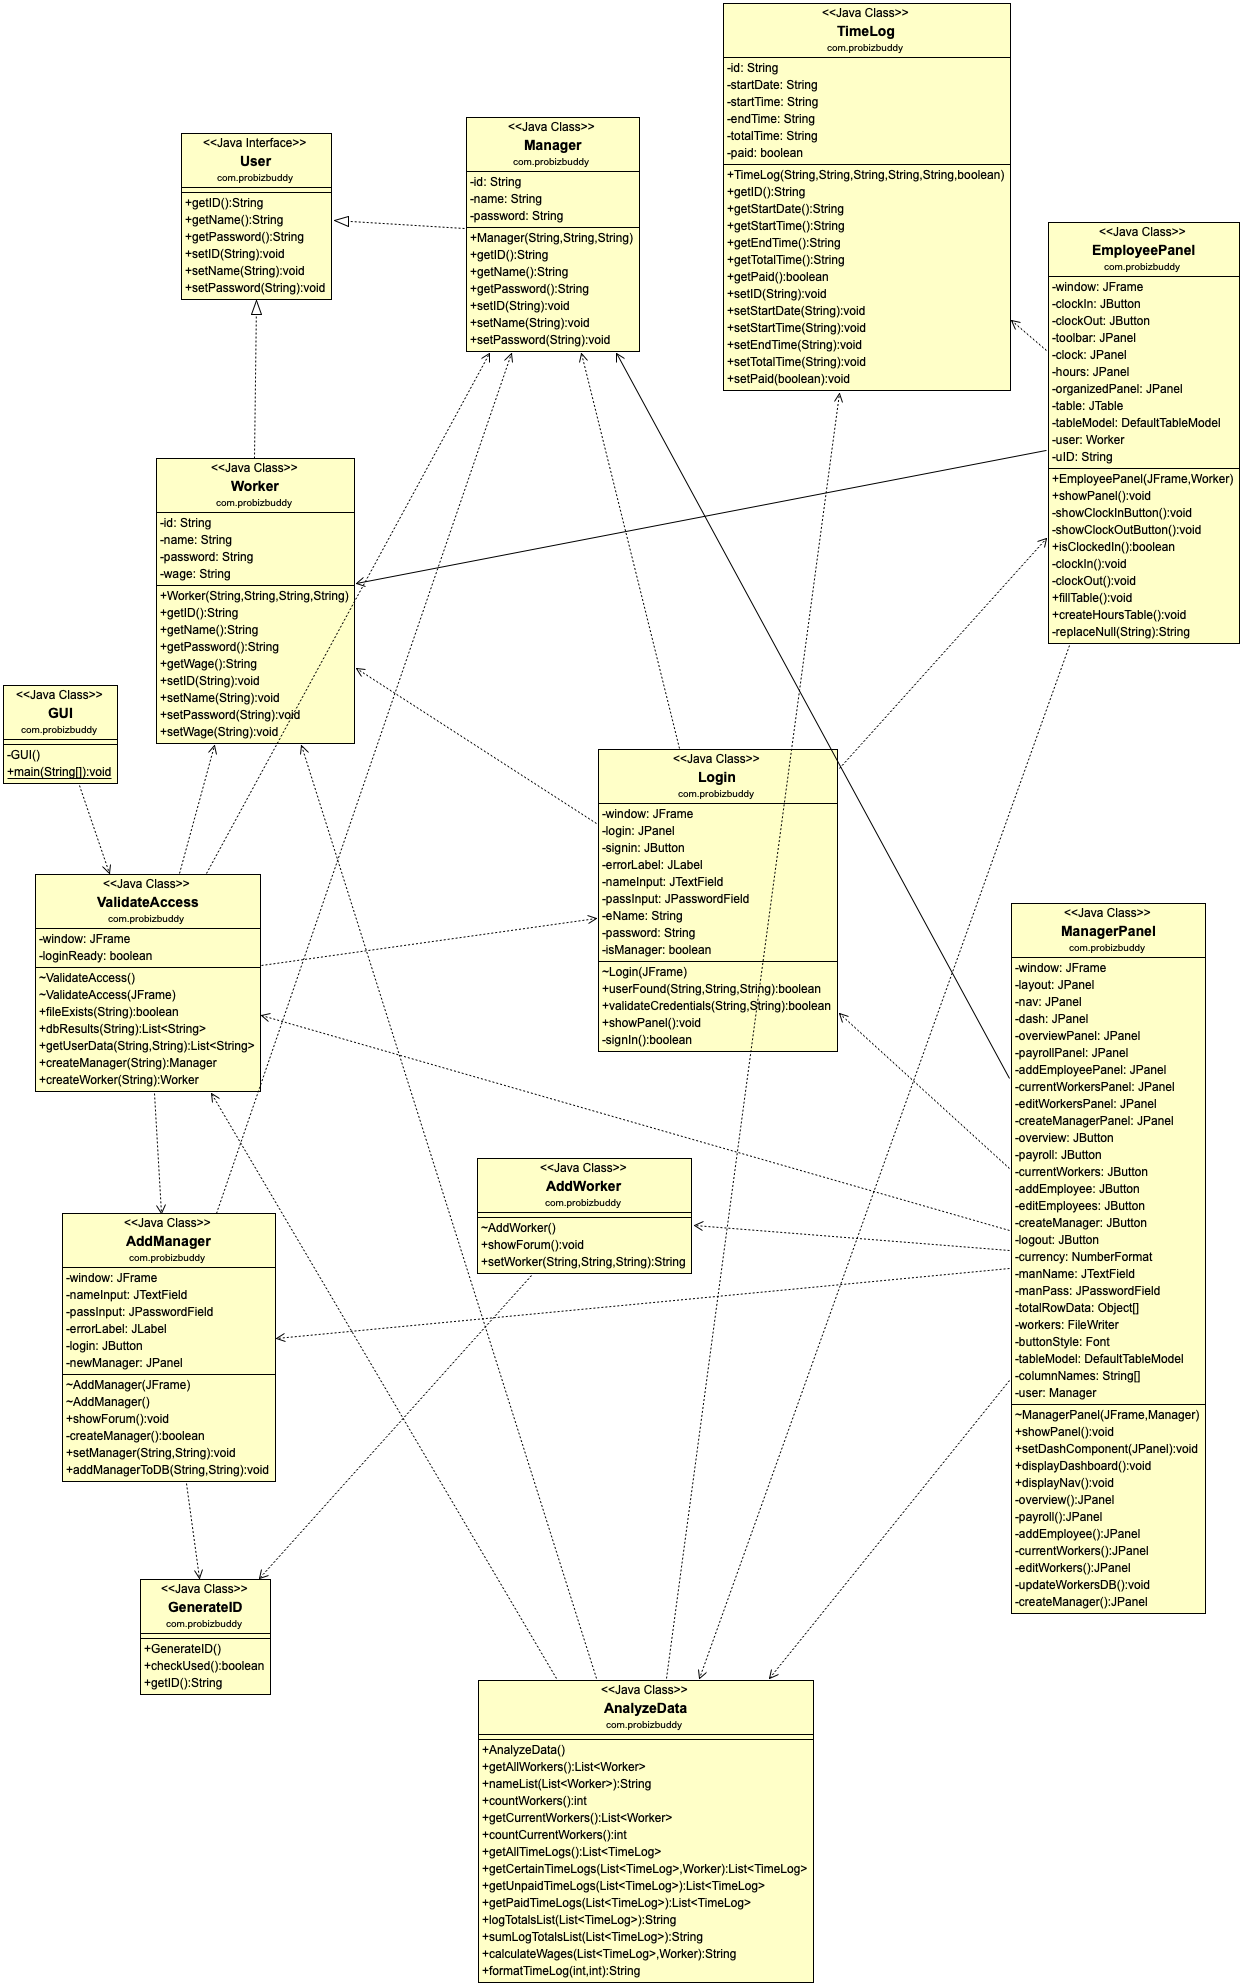 <<Java Class>>
TimeLog
com.probizbuddy
-id: String
-startDate: String
-startTime: String
-endTime: String
-totalTime: String
-paid: boolean
+TimeLog(String,String,String,String,String,boolean)
+getID():String
+getStartDate():String
+getStartTime():String
+getEndTime():String
+getTotalTime():String
+getPaid():boolean
+setID(String):void
+setStartDate(String):void
+setStartTime(String):void
+setEndTime(String):void
+setTotalTime(String):void
+setPaid(boolean):void
<<Java Class>>
Manager
com.probizbuddy
-id: String
-name: String
-password: String
+Manager(String,String,String)
+getID():String
+getName():String
+getPassword():String
+setID(String):void
+setName(String):void
+setPassword(String):void
<<Java Interface>>
User
com.probizbuddy
+getID():String
+getName():String
+getPassword():String
+setID(String):void
+setName(String):void
+setPassword(String):void
<<Java Class>>
EmployeePanel
com.probizbuddy
-window: JFrame
-clockIn: JButton
-clockOut: JButton
-toolbar: JPanel
-clock: JPanel
-hours: JPanel
-organizedPanel: JPanel
-table: JTable
-tableModel: DefaultTableModel
-user: Worker
-uID: String
+EmployeePanel(JFrame,Worker)
+showPanel():void
-showClockInButton():void
-showClockOutButton():void
+isClockedIn():boolean
-clockIn():void
-clockOut():void
+fillTable():void
+createHoursTable():void
-replaceNull(String):String
<<Java Class>>
Worker
com.probizbuddy
-id: String
-name: String
-password: String
-wage: String
+Worker(String,String,String,String)
+getID():String
+getName():String
+getPassword():String
+getWage():String
+setID(String):void
+setName(String):void
+setPassword(String):void
+setWage(String):void
<<Java Class>>
GUI
com.probizbuddy
-GUI()
+main(String[]):void
<<Java Class>>
Login
com.probizbuddy
-window: JFrame
-login: JPanel
-signin: JButton
-errorLabel: JLabel
-nameInput: JTextField
-passInput: JPasswordField
-eName: String
-password: String
-isManager: boolean
~Login(JFrame)
+userFound(String,String,String):boolean
+validateCredentials(String,String):boolean
+showPanel():void
-signIn():boolean
<<Java Class>>
ValidateAccess
com.probizbuddy
-window: JFrame
-loginReady: boolean
~ValidateAccess()
~ValidateAccess(JFrame)
+fileExists(String):boolean
+dbResults(String):List<String>
+getUserData(String,String):List<String>
+createManager(String):Manager
+createWorker(String):Worker
<<Java Class>>
ManagerPanel
com.probizbuddy
-window: JFrame
-layout: JPanel
-nav: JPanel
-dash: JPanel
-overviewPanel: JPanel
-payrollPanel: JPanel
-addEmployeePanel: JPanel
-currentWorkersPanel: JPanel
-editWorkersPanel: JPanel
-createManagerPanel: JPanel
-overview: JButton
-payroll: JButton
-currentWorkers: JButton
-addEmployee: JButton
-editEmployees: JButton
-createManager: JButton
-logout: JButton
-currency: NumberFormat
-manName: JTextField
-manPass: JPasswordField
-totalRowData: Object[]
-workers: FileWriter
-buttonStyle: Font
-tableModel: DefaultTableModel
-columnNames: String[]
-user: Manager
~ManagerPanel(JFrame,Manager)
+showPanel():void
+setDashComponent(JPanel):void
+displayDashboard():void
+displayNav():void
-overview():JPanel
-payroll():JPanel
-addEmployee():JPanel
-currentWorkers():JPanel
-editWorkers():JPanel
-updateWorkersDB():void
-createManager():JPanel
<<Java Class>>
AddWorker
com.probizbuddy
~AddWorker()
+showForum():void
+setWorker(String,String,String):String
<<Java Class>>
AddManager
com.probizbuddy
-window: JFrame
-nameInput: JTextField
-passInput: JPasswordField
-errorLabel: JLabel
-login: JButton
-newManager: JPanel
~AddManager(JFrame)
~AddManager()
+showForum():void
-createManager():boolean
+setManager(String,String):void
+addManagerToDB(String,String):void
<<Java Class>>
GenerateID
com.probizbuddy
+GenerateID()
+checkUsed():boolean
+getID():String
<<Java Class>>
AnalyzeData
com.probizbuddy
+AnalyzeData()
+getAllWorkers():List<Worker>
+nameList(List<Worker>):String
+countWorkers():int
+getCurrentWorkers():List<Worker>
+countCurrentWorkers():int
+getAllTimeLogs():List<TimeLog>
+getCertainTimeLogs(List<TimeLog>,Worker):List<TimeLog>
+getUnpaidTimeLogs(List<TimeLog>):List<TimeLog>
+getPaidTimeLogs(List<TimeLog>):List<TimeLog>
+logTotalsList(List<TimeLog>):String
+sumLogTotalsList(List<TimeLog>):String
+calculateWages(List<TimeLog>,Worker):String
+formatTimeLog(int,int):String